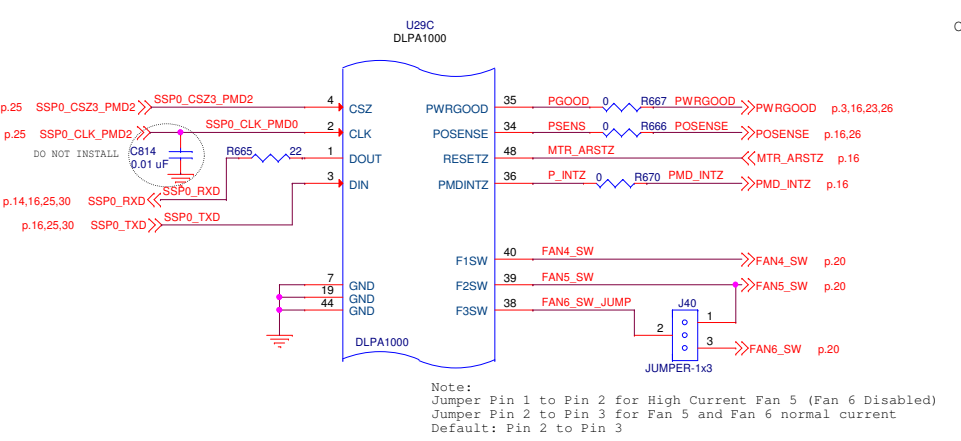 U29C
DLPA1000
C
p.25 SSP0_CSZ3_PMD2 SSP0_CSZ3_PMD2 4 CSZ PWRGOOD 35 PGOOD 0 R667 PWRGOOD PWRGOOD p.3,16,23,26
p.25 SSP0_CLK_PMD2 SSP0_CLK_PMD0 2 CLK POSENSE 34 PSENS 0 R666 POSENSE POSENSE p.16,26
DO NOT INSTALL C814 0.01 uF R665 22 1 DOUT RESETZ 48 MTR_ARSTZ MTR_ARSTZ p.16
3 DIN PMDINTZ 36 P_INTZ 0 R670 PMD_INTZ PMD_INTZ p.16
p.14,16,25,30 SSP0_RXD SSP0_RXD
p.16,25,30 SSP0_TXD SSP0_TXD
F1SW 40 FAN4_SW FAN4_SW p.20
7 GND F2SW 39 FAN5_SW FAN5_SW p.20
19 GND
44 GND F3SW 38 FAN6_SW_JUMP J40
1
2
3 FAN6_SW p.20
DLPA1000
JUMPER-1x3
Note:
Jumper Pin 1 to Pin 2 for High Current Fan 5 (Fan 6 Disabled)
Jumper Pin 2 to Pin 3 for Fan 5 and Fan 6 normal current
Default: Pin 2 to Pin 3